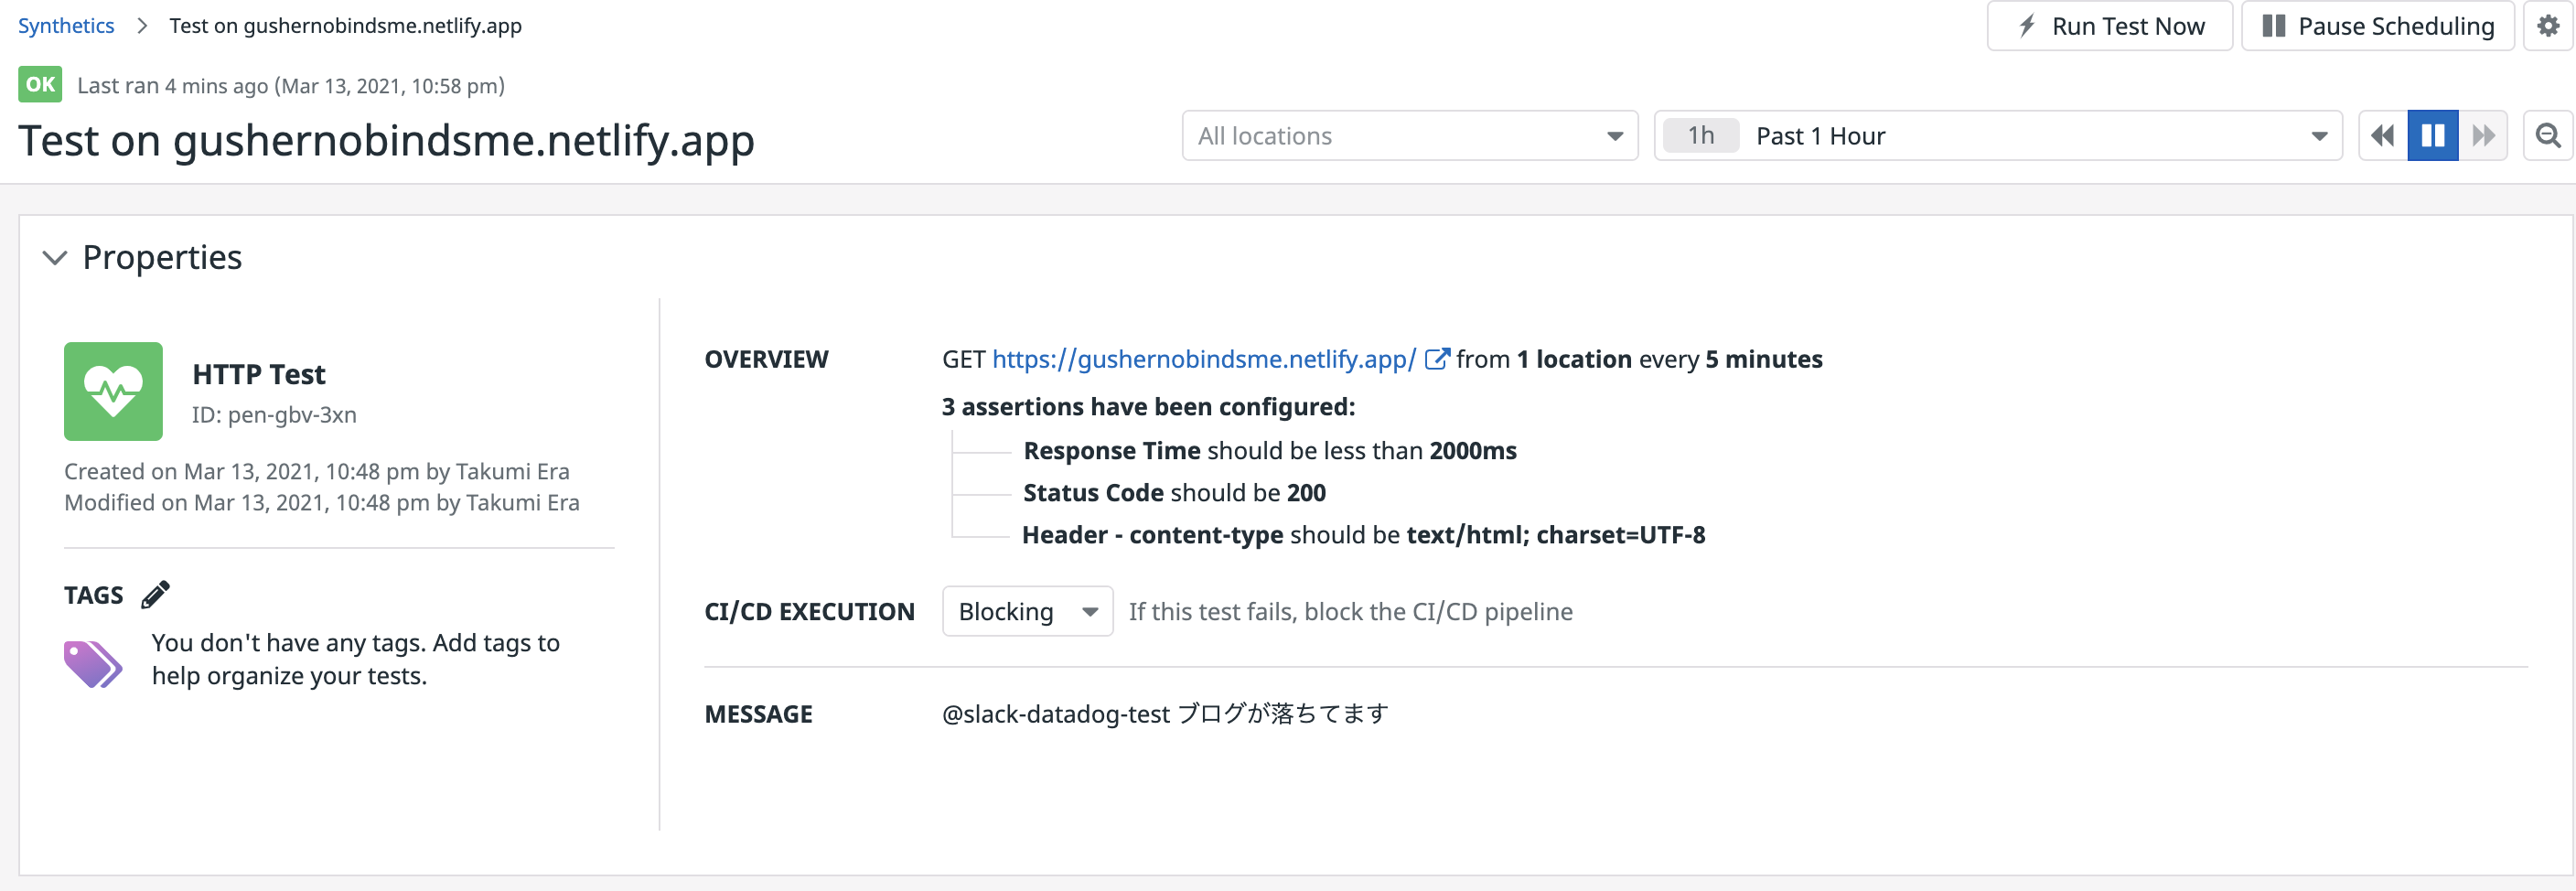 Synthetics > Test on gushernobindsme.netlify.app
Run Test Now
Pause Scheduling
OK Last ran 4 mins ago (Mar 13, 2021, 10:58 pm)
Test on gushernobindsme.netlify.app
All locations
1h Past 1 Hour
Properties
HTTP Test
ID: pen-gbv-3xn
Created on Mar 13, 2021, 10:48 pm by Takumi Era
Modified on Mar 13, 2021, 10:48 pm by Takumi Era
TAGS
You don't have any tags. Add tags to
help organize your tests.
OVERVIEW
GET https://gushernobindsme.netlify.app/ from 1 location every 5 minutes
3 assertions have been configured:
Response Time should be less than 2000ms
Status Code should be 200
Header - content-type should be text/html; charset=UTF-8
CI/CD EXECUTION
Blocking
If this test fails, block the CI/CD pipeline
MESSAGE
@slack-datadog-test ブログが落ちてます